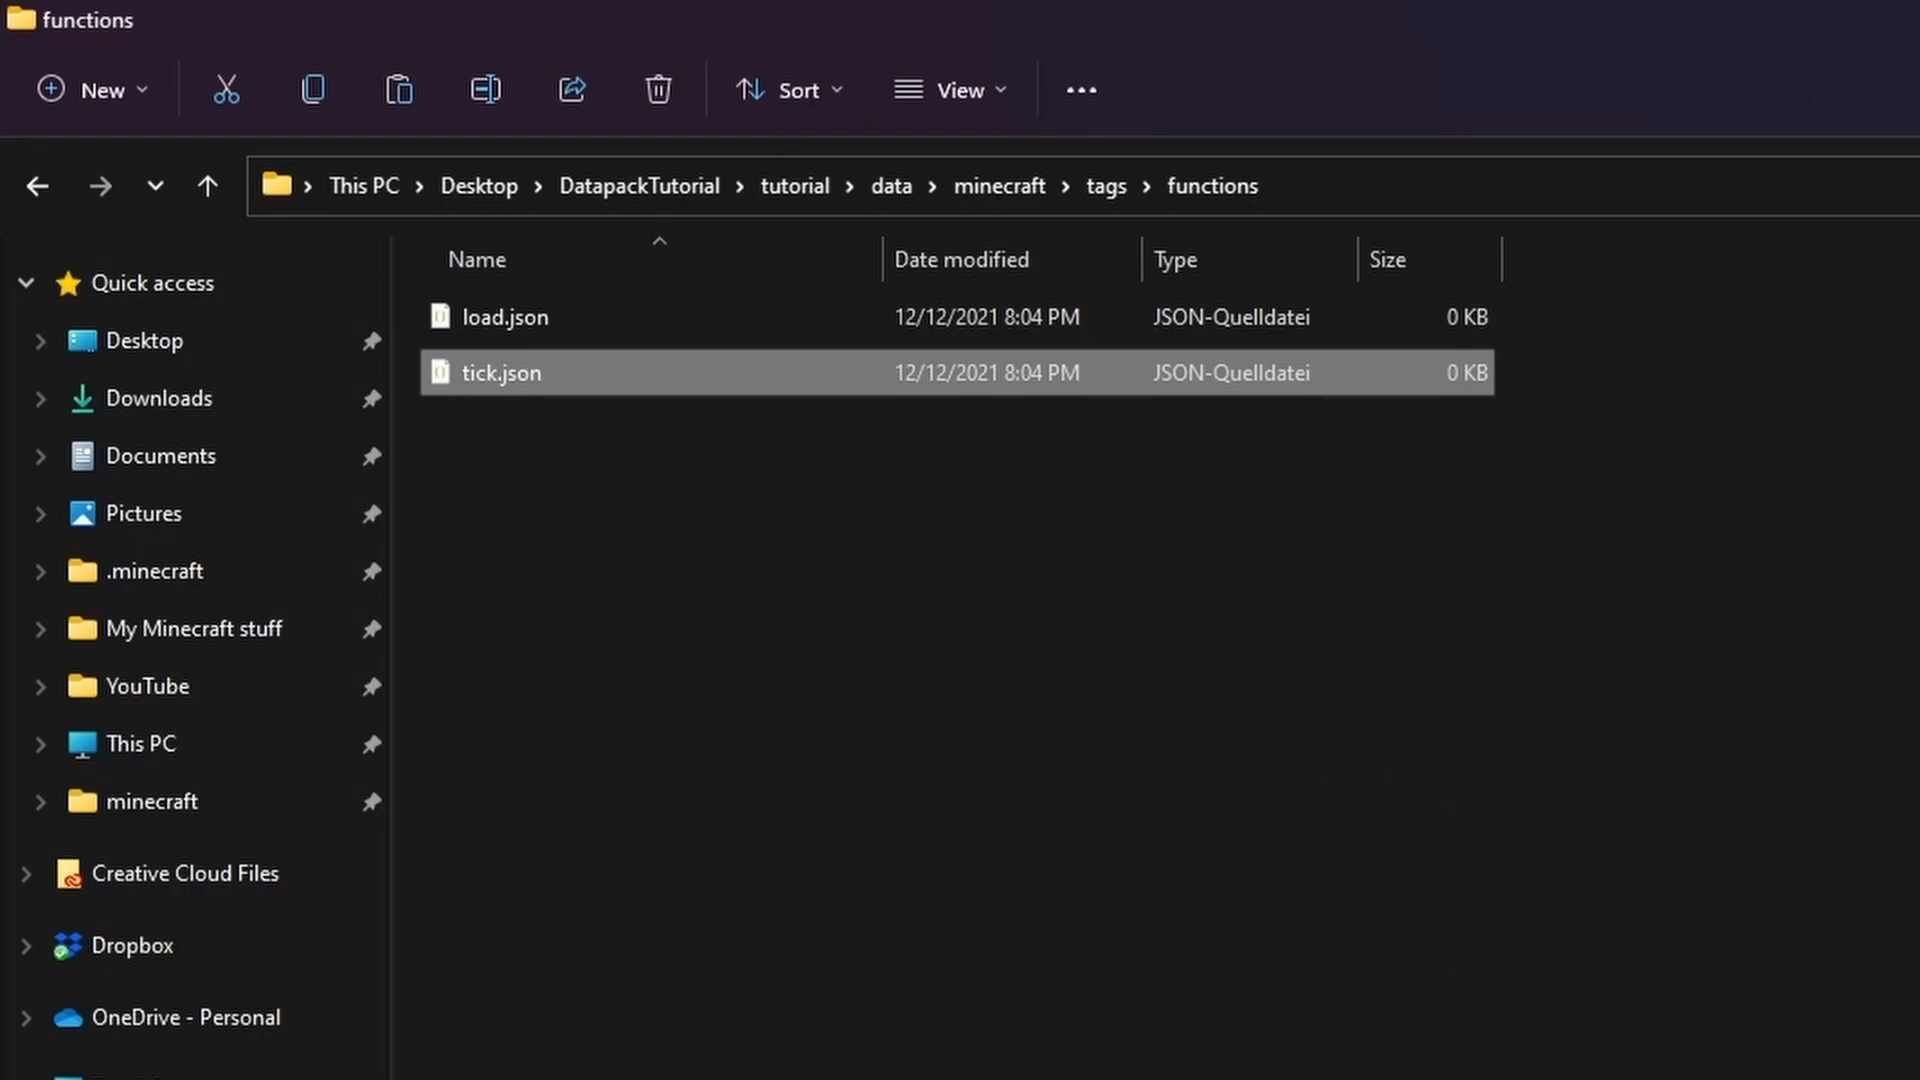 functions
New Sort View
This PC Desktop DatapackTutorial tutorial data minecraft tags functions
Name Date modified Type Size
load.json 12/12/2021 8:04 PM JSON-Quelldatei 0 KB
tick.json 12/12/2021 8:04 PM JSON-Quelldatei 0 KB
Quick access
Desktop
Downloads
Documents
Pictures
.minecraft
My Minecraft stuff
YouTube
This PC
minecraft
Creative Cloud Files
Dropbox
OneDrive - Personal